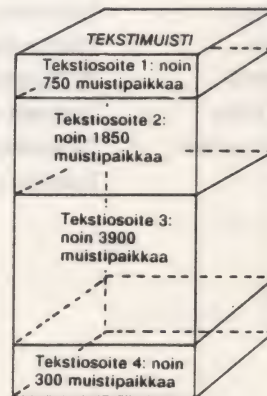 TEKSTIMUISTI
Tekstiosoite 1: noin
750 muistipaikkaa
Tekstiosoite 2:
noin 1850
muistipaikkaa
Tekstiosoite 3:
noin 3900
muistipaikkaa
Tekstiosoite 4: noin
300 muistipaikkaa